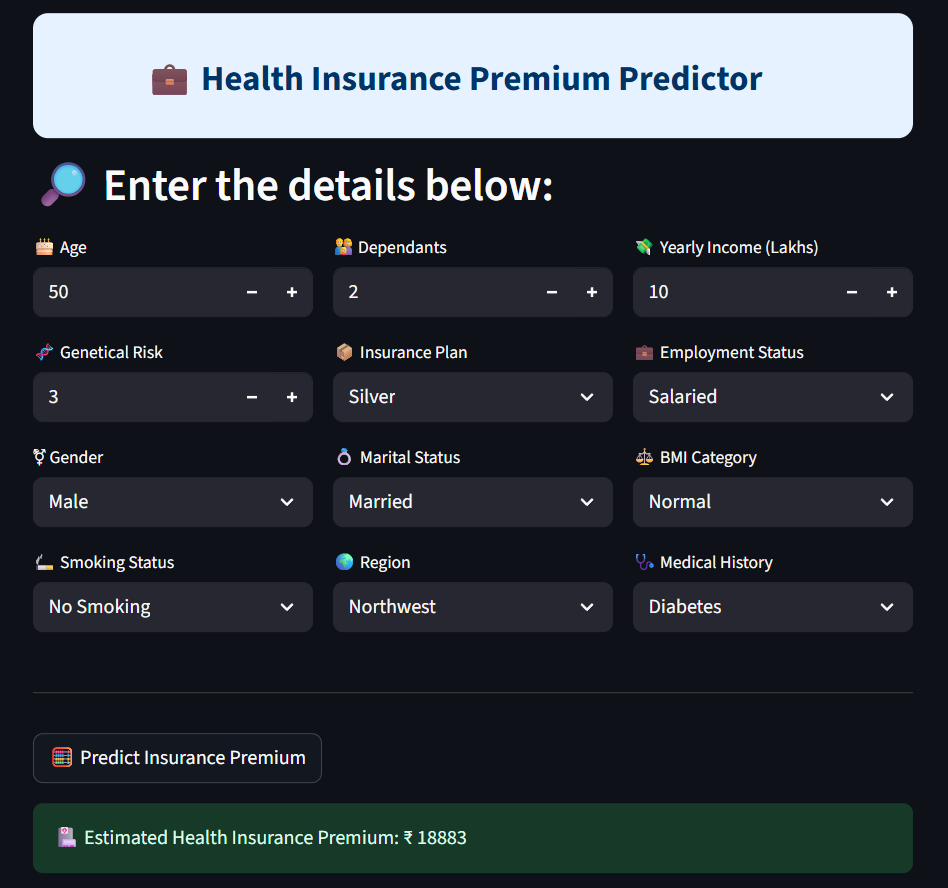 Health Insurance Premium Predictor
Enter the details below:
Age
Dependants
Yearly Income (Lakhs)
50
2
10
Genetical Risk
Insurance Plan
Employment Status
3
Silver
Salaried
Gender
Marital Status
BMI Category
Male
Married
Normal
Smoking Status
Region
Medical History
No Smoking
Northwest
Diabetes
Predict Insurance Premium
Estimated Health Insurance Premium: ₹ 18883